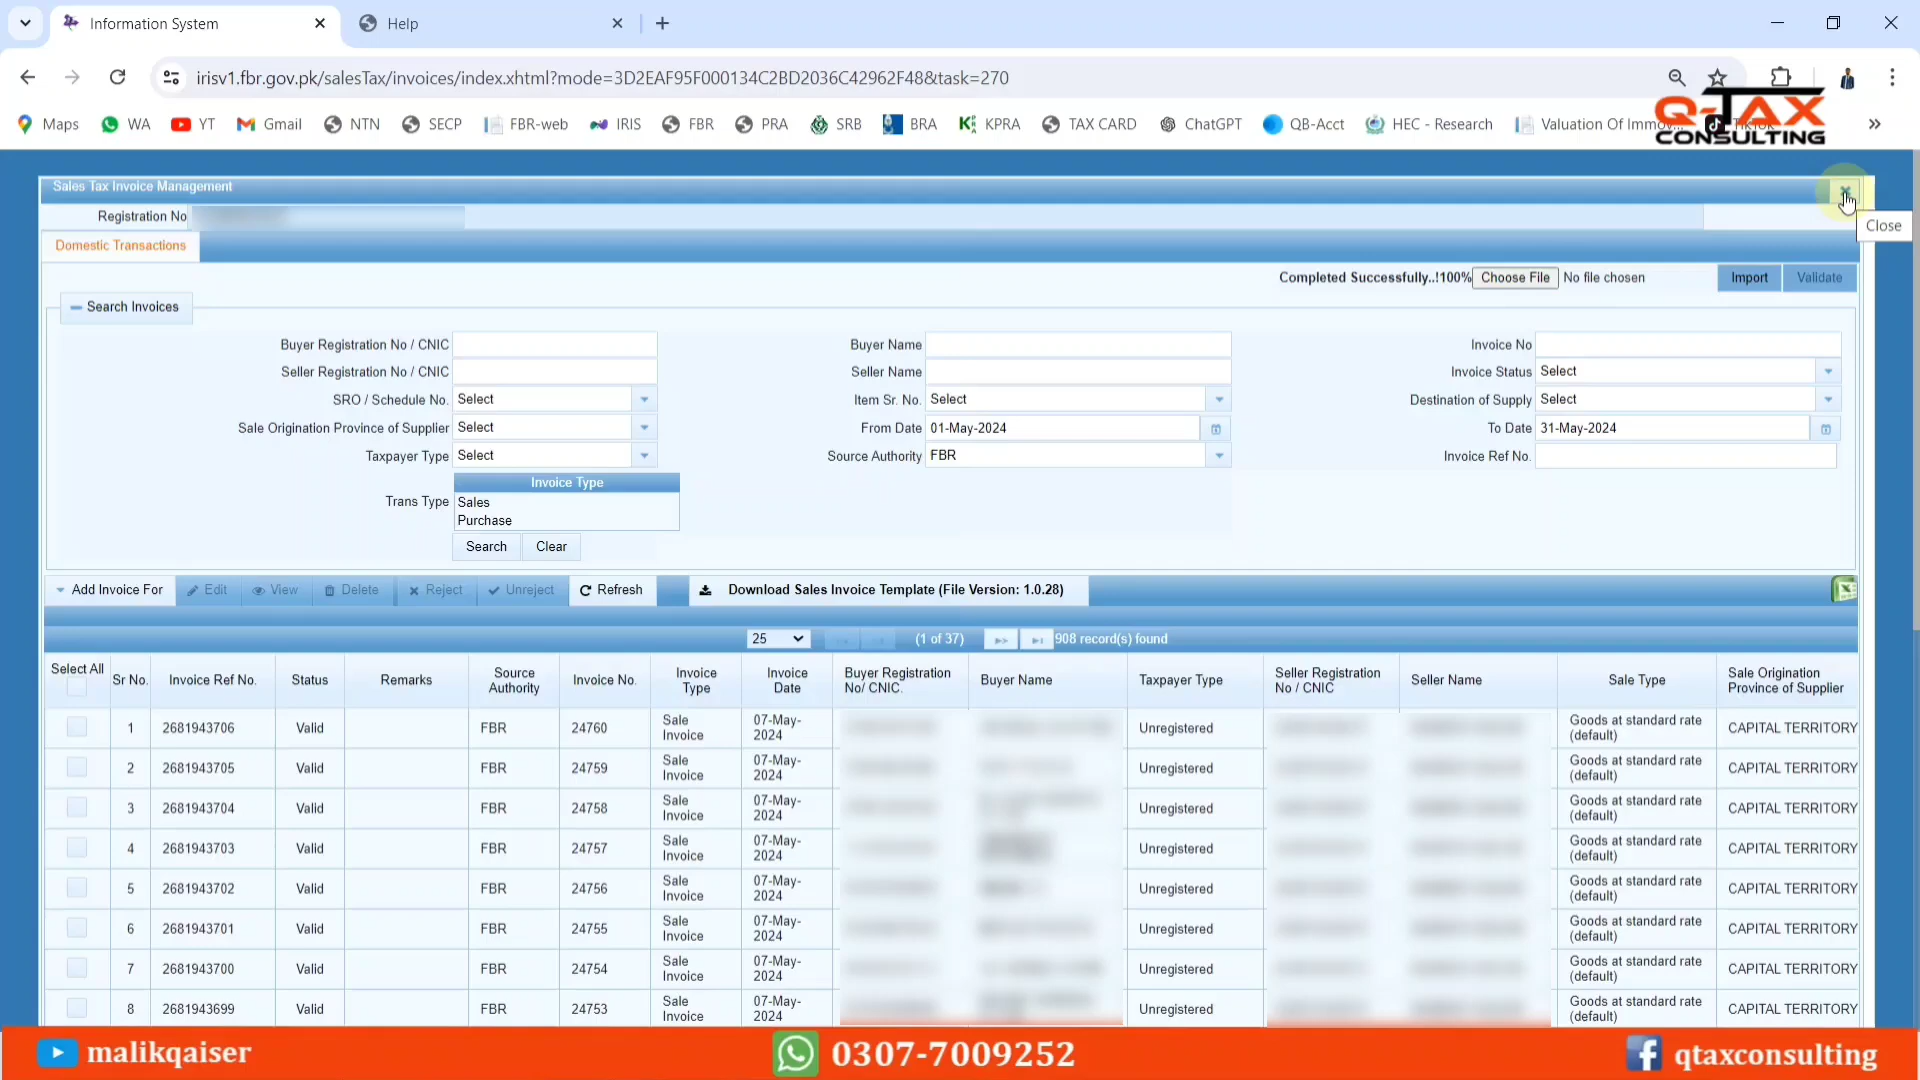 Information System
Help
irisv1.fbr.gov.pk/salesTax/invoices/index.xhtml?mode=3D2EAF95F000134C2BD2036C42962F48&task=270
Maps WA YT Gmail NTN SECP FBR-web IRIS FBR PRA SRB BRA KPRA TAX CARD ChatGPT QB-Acct HEC - Research Valuation Of Immov...
Q-TAX
CONSULTING
Sales Tax Invoice Management
Close
Registration No
Domestic Transactions
Completed Successfully..!100% Choose File No file chosen Import Validate
Search Invoices
Buyer Registration No / CNIC Buyer Name Invoice No
Seller Registration No / CNIC Seller Name Invoice Status Select
SRO / Schedule No. Select Item Sr. No. Select Destination of Supply Select
Sale Origination Province of Supplier Select From Date 01-May-2024 To Date 31-May-2024
Taxpayer Type Select Source Authority FBR Invoice Ref No.
Invoice Type
Trans Type Sales
Purchase
Search Clear
Add Invoice For Edit View Delete Reject Unreject Refresh Download Sales Invoice Template (File Version: 1.0.28)
25 (1 of 37) 908 record(s) found
Select All Sr No. Invoice Ref No. Status Remarks Source Authority Invoice No. Invoice Type Invoice Date Buyer Registration No/ CNIC. Buyer Name Taxpayer Type Seller Registration No / CNIC Seller Name Sale Type Sale Origination Province of Supplier
1 2681943706 Valid FBR 24760 Sale Invoice 07-May-2024 Unregistered Goods at standard rate (default) CAPITAL TERRITORY
2 2681943705 Valid FBR 24759 Sale Invoice 07-May-2024 Unregistered Goods at standard rate (default) CAPITAL TERRITORY
3 2681943704 Valid FBR 24758 Sale Invoice 07-May-2024 Unregistered Goods at standard rate (default) CAPITAL TERRITORY
4 2681943703 Valid FBR 24757 Sale Invoice 07-May-2024 Unregistered Goods at standard rate (default) CAPITAL TERRITORY
5 2681943702 Valid FBR 24756 Sale Invoice 07-May-2024 Unregistered Goods at standard rate (default) CAPITAL TERRITORY
6 2681943701 Valid FBR 24755 Sale Invoice 07-May-2024 Unregistered Goods at standard rate (default) CAPITAL TERRITORY
7 2681943700 Valid FBR 24754 Sale Invoice 07-May-2024 Unregistered Goods at standard rate (default) CAPITAL TERRITORY
8 2681943699 Valid FBR 24753 Sale Invoice 07-May-2024 Unregistered Goods at standard rate (default) CAPITAL TERRITORY
malikqaiser 0307-7009252 qtaxconsulting